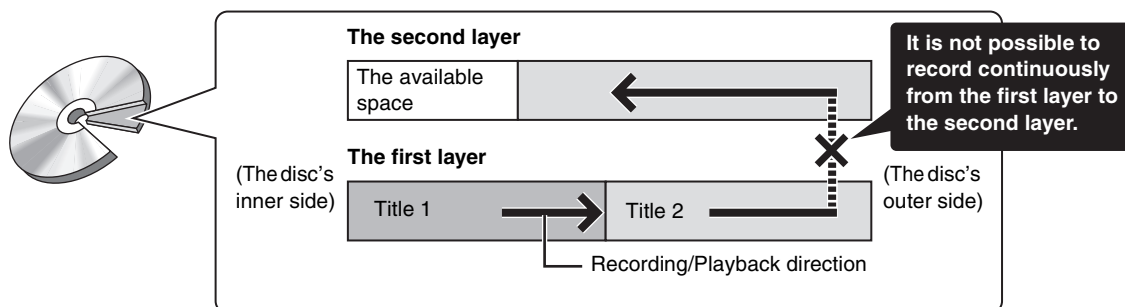 The second layer
The available
space
It is not possible to
record continuously
from the first layer to
the second layer.
The first layer
(The disc's
inner side)
Title 1
Title 2
(The disc's
outer side)
Recording/Playback direction